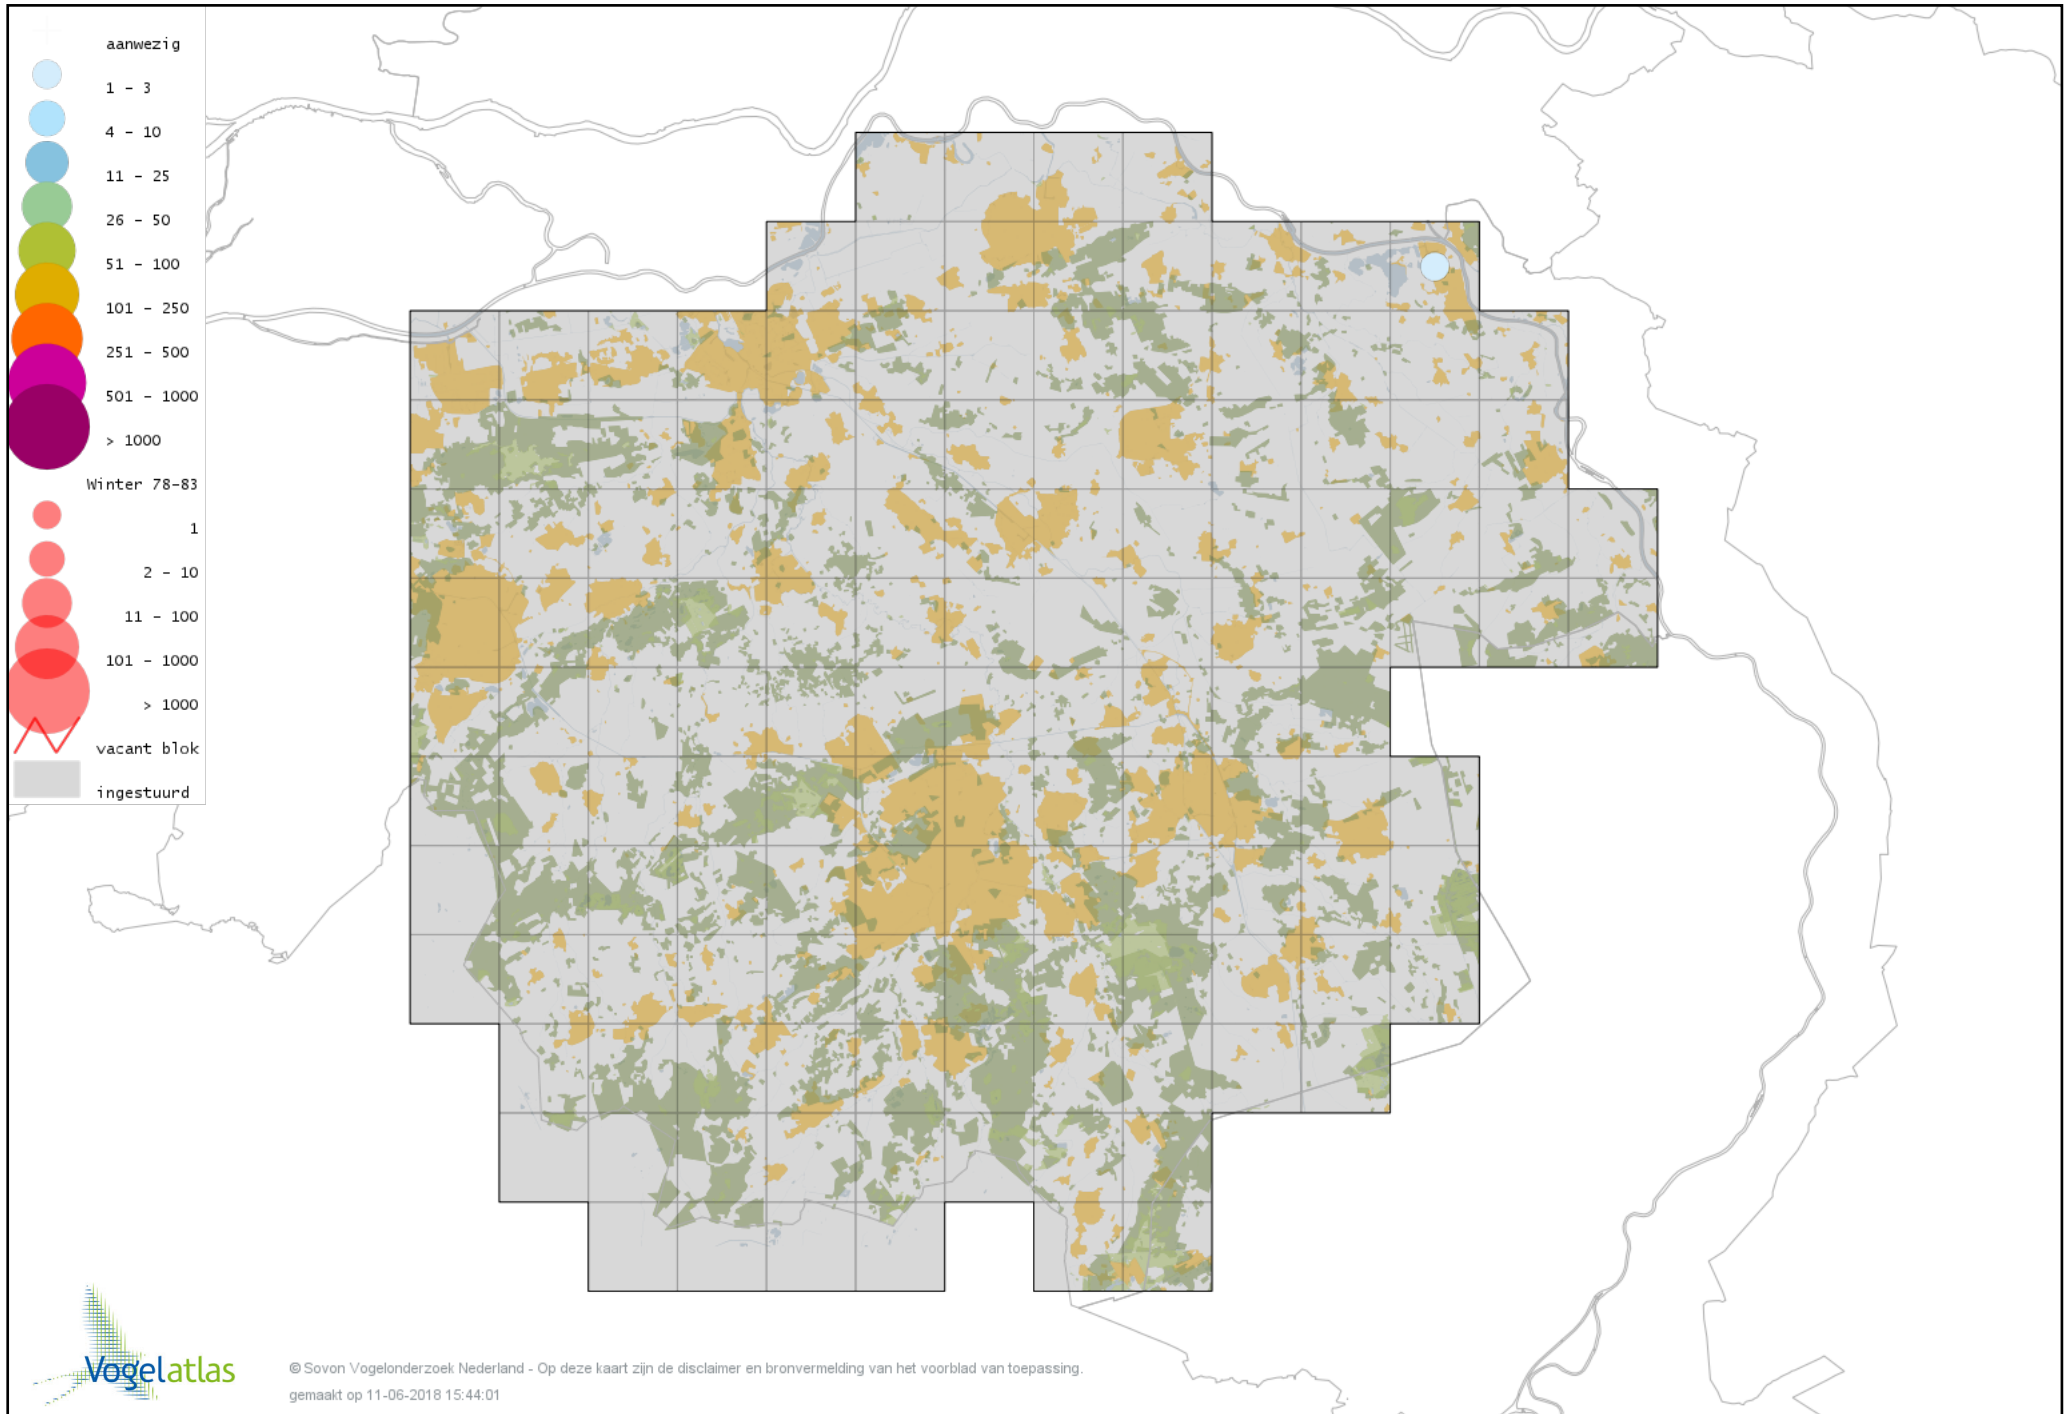 aanwezig
1 - 3
4 - 10
11 - 25
26 - 50
51 - 100
101 - 250
251 - 500
501 - 1000
> 1000
Winter 78-83
1
2 - 10
11 - 100
101 - 1000
> 1000
vacant blok
ingestuurd
Vogelatlas
© Sovon Vogelonderzoek Nederland - Op deze kaart zijn de disclaimer en bronvermelding van het voorblad van toepassing.
gemaakt op 11-06-2018 15:44:01